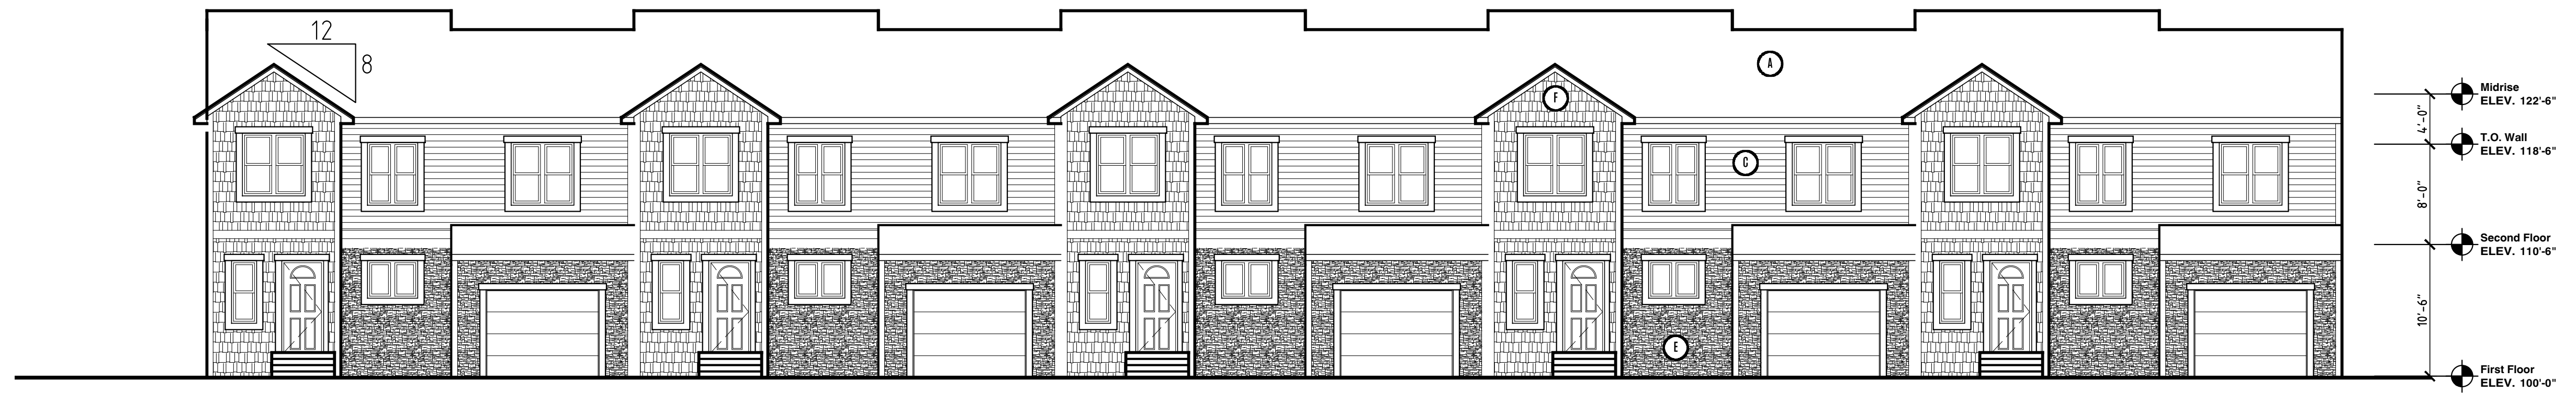 12
8
A
F
C
E
Midrise
ELEV. 122'-6"
4'-0"
T.O. Wall
ELEV. 118'-6"
8'-0"
Second Floor
ELEV. 110'-6"
10'-6"
First Floor
ELEV. 100'-0"